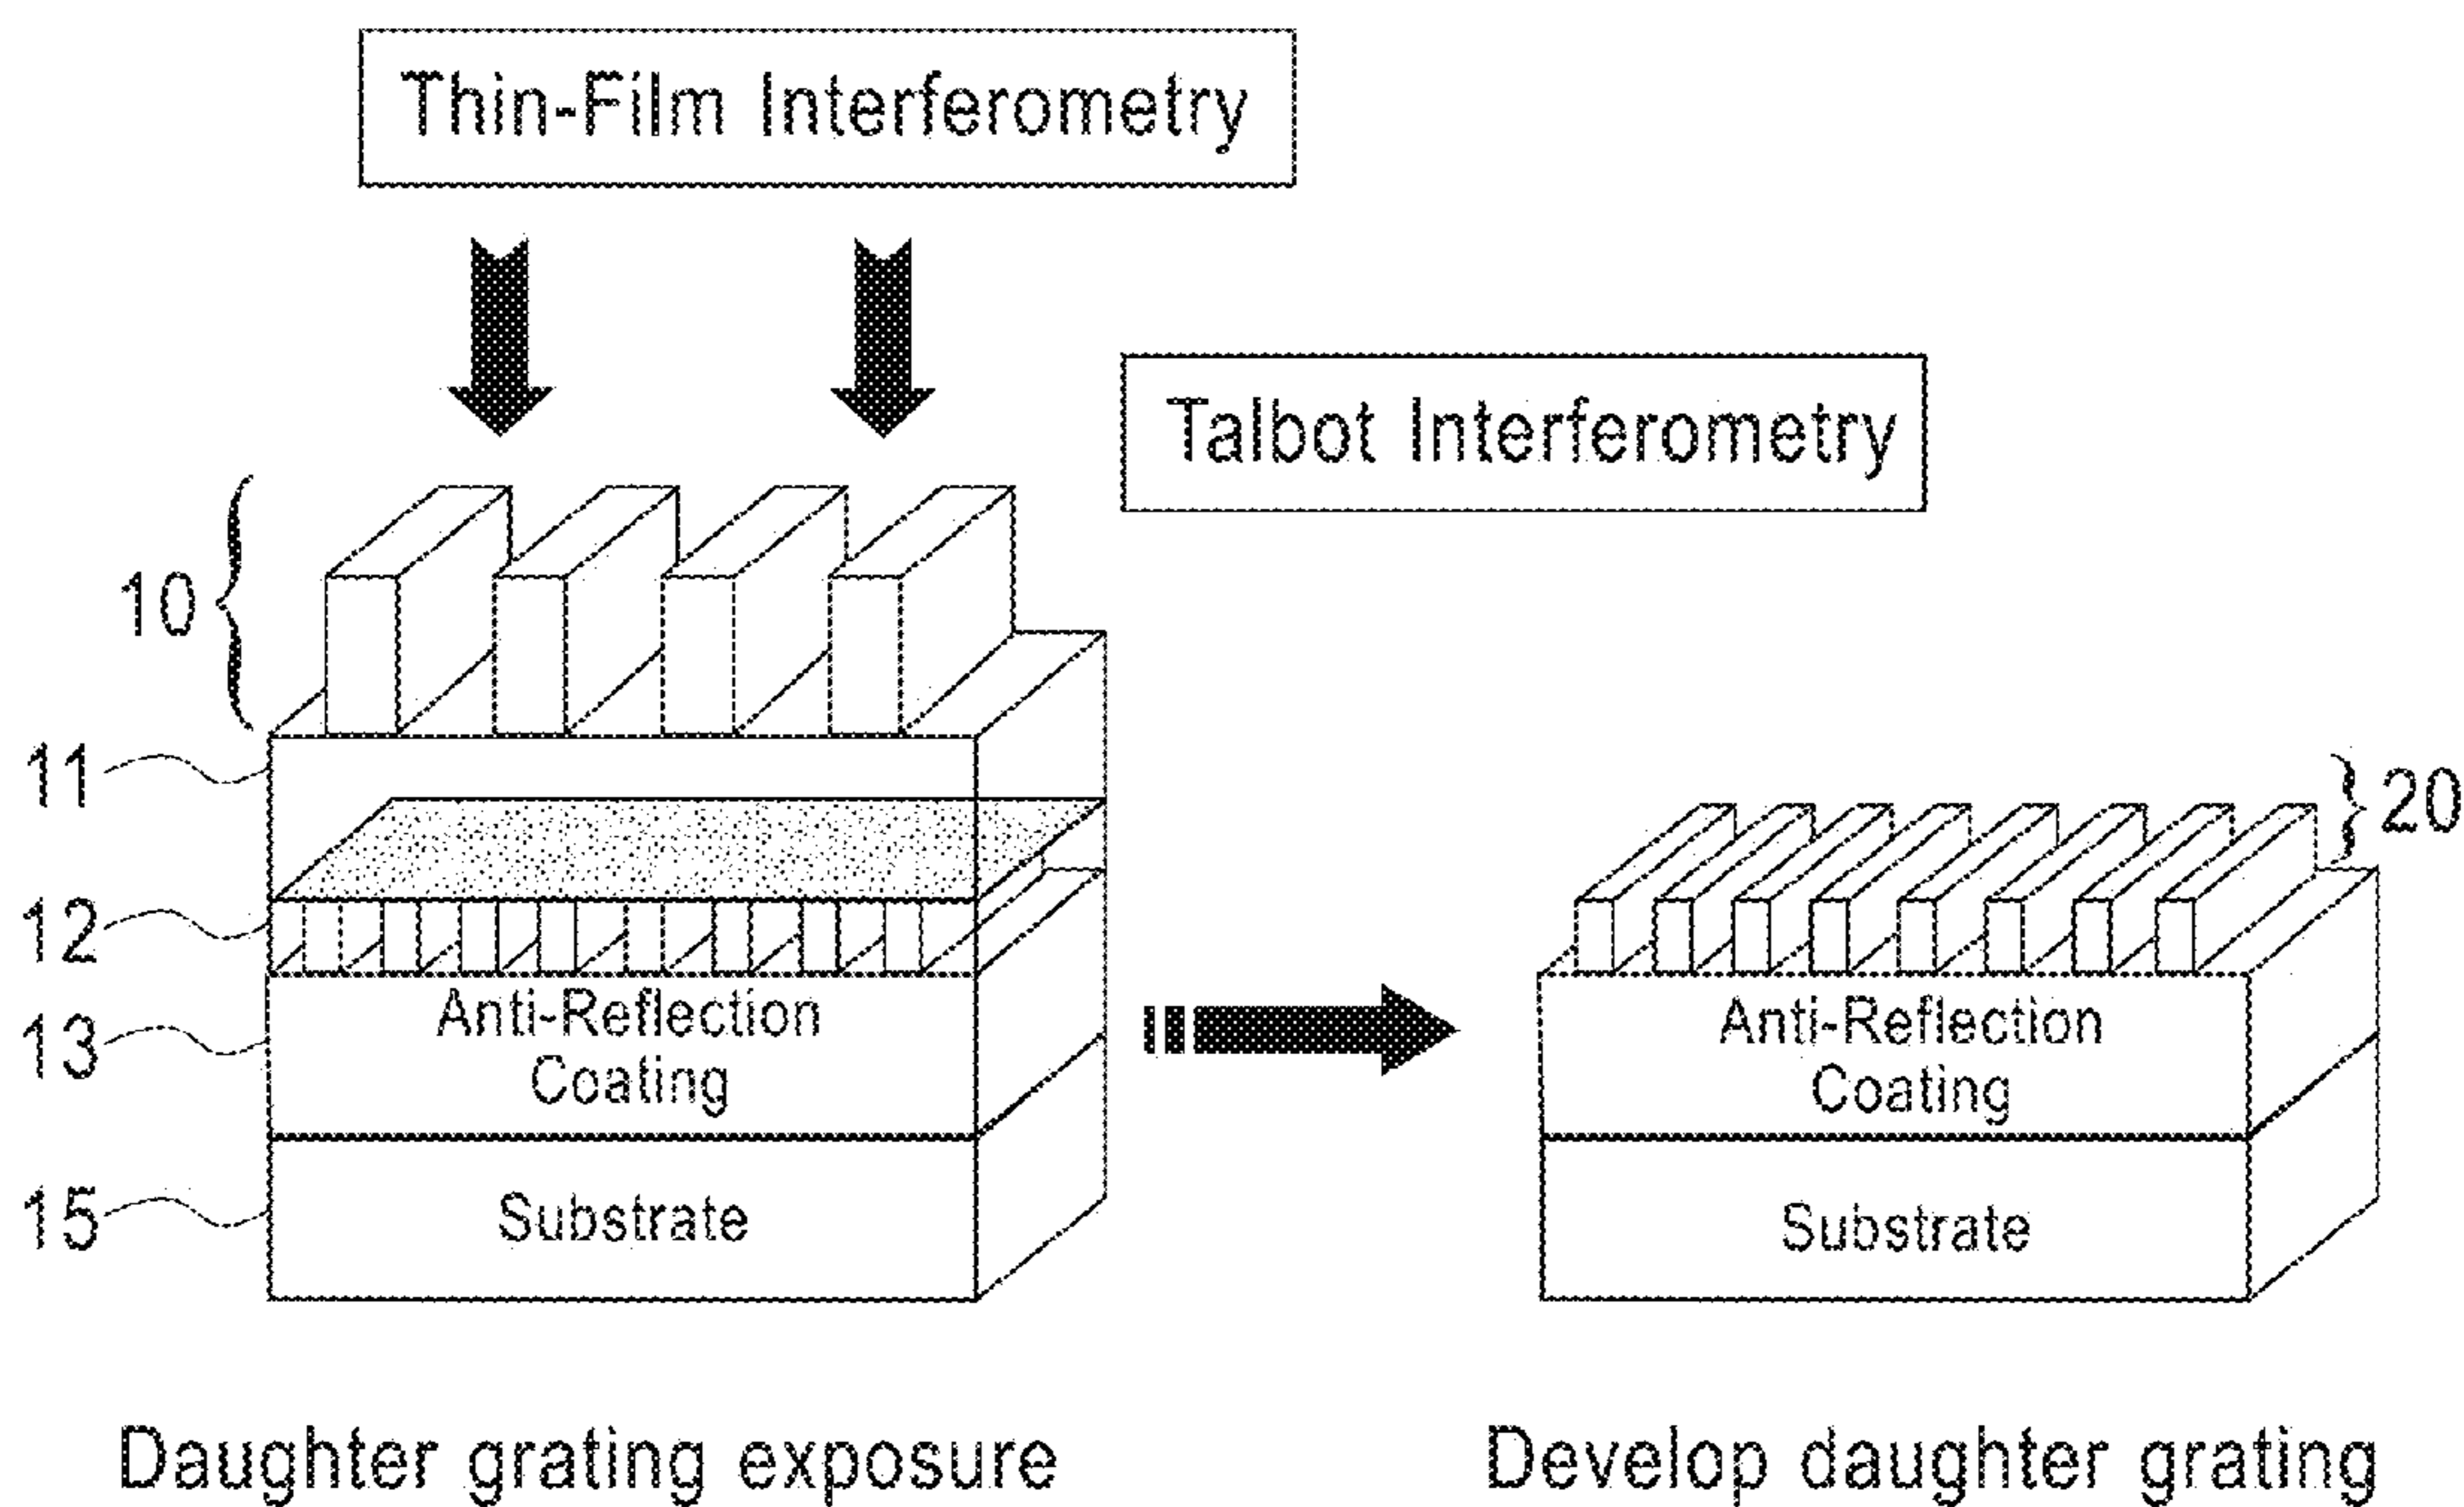 Thin-Film Interferometry
Talbot Interferometry
10
11
12
13
15
Anti-Reflection
Coating
Substrate
20
Anti-Reflection
Coating
Substrate
Daughter grating exposure
Develop daughter grating